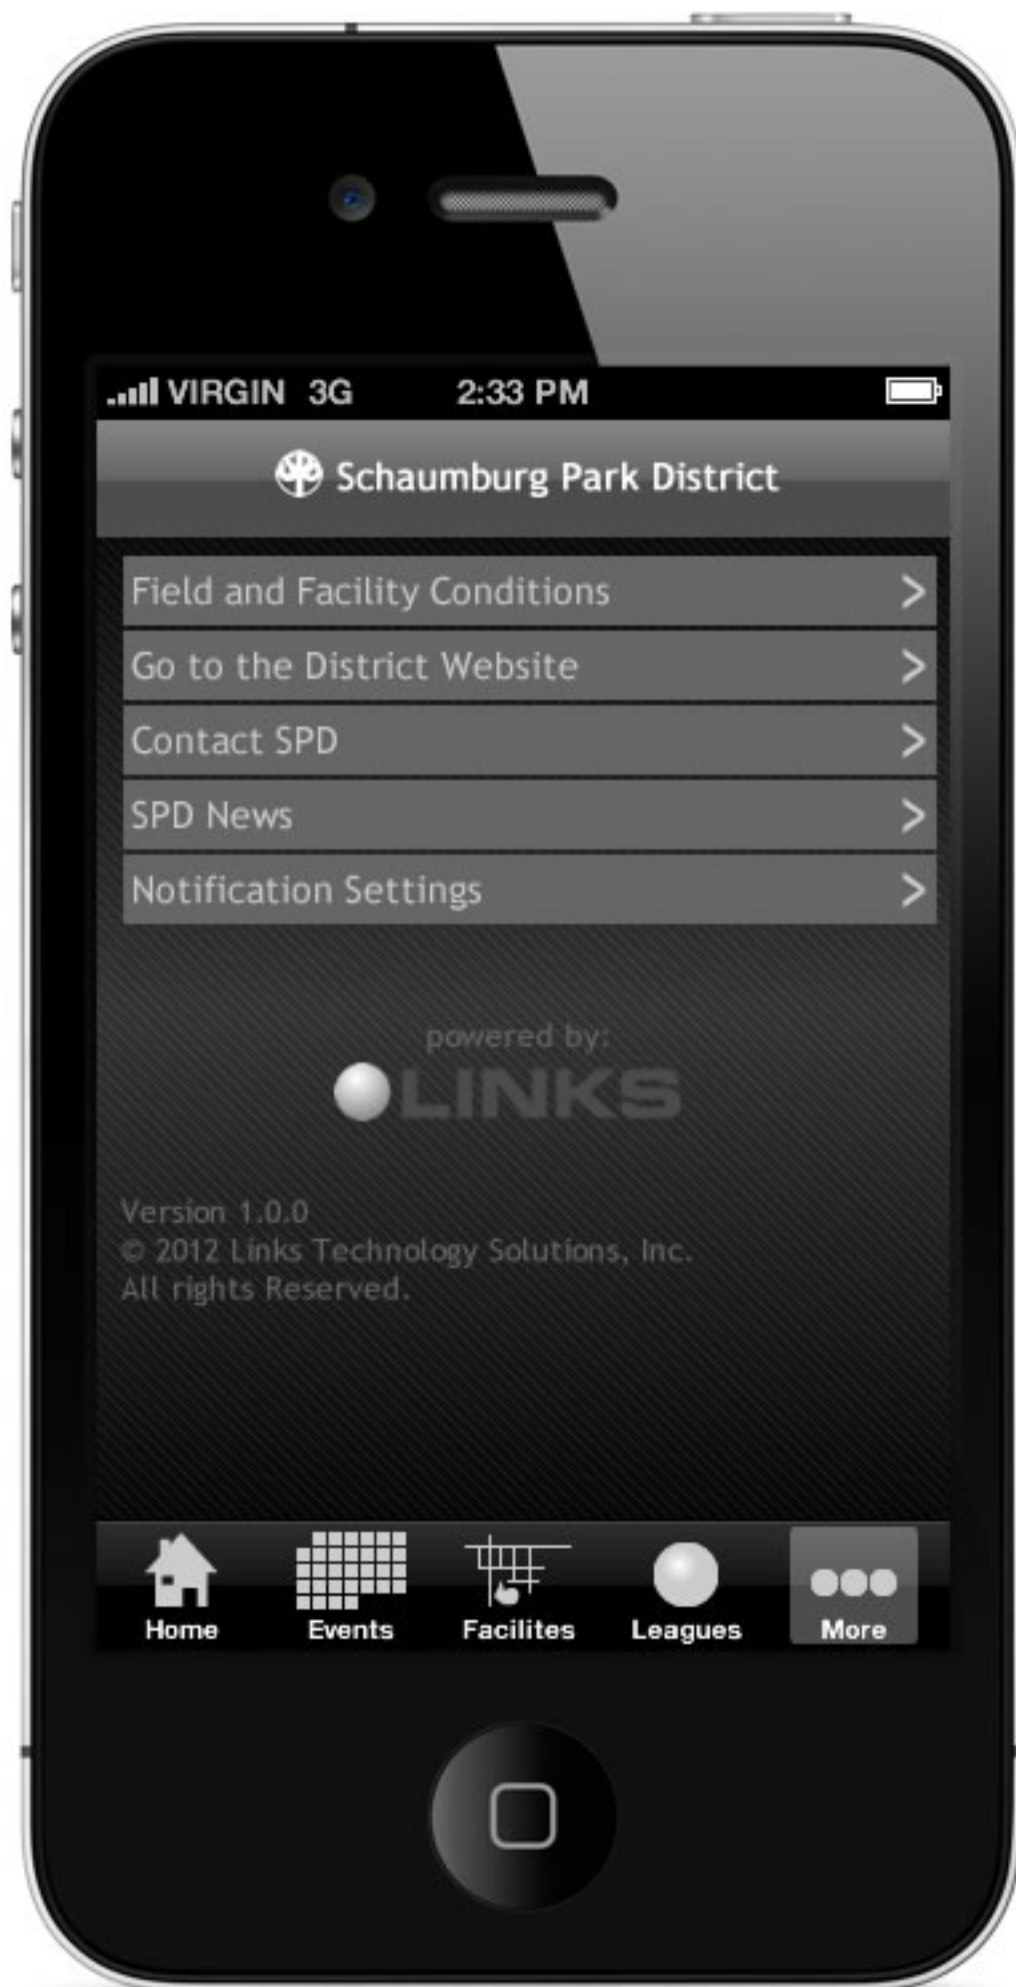 VIRGIN 3G 2:33 PM
Schaumburg Park District
Field and Facility Conditions >
Go to the District Website >
Contact SPD >
SPD News >
Notification Settings >
powered by:
LINKS
Version 1.0.0
© 2012 Links Technology Solutions, Inc.
All rights Reserved.
Home Events Facilites Leagues More